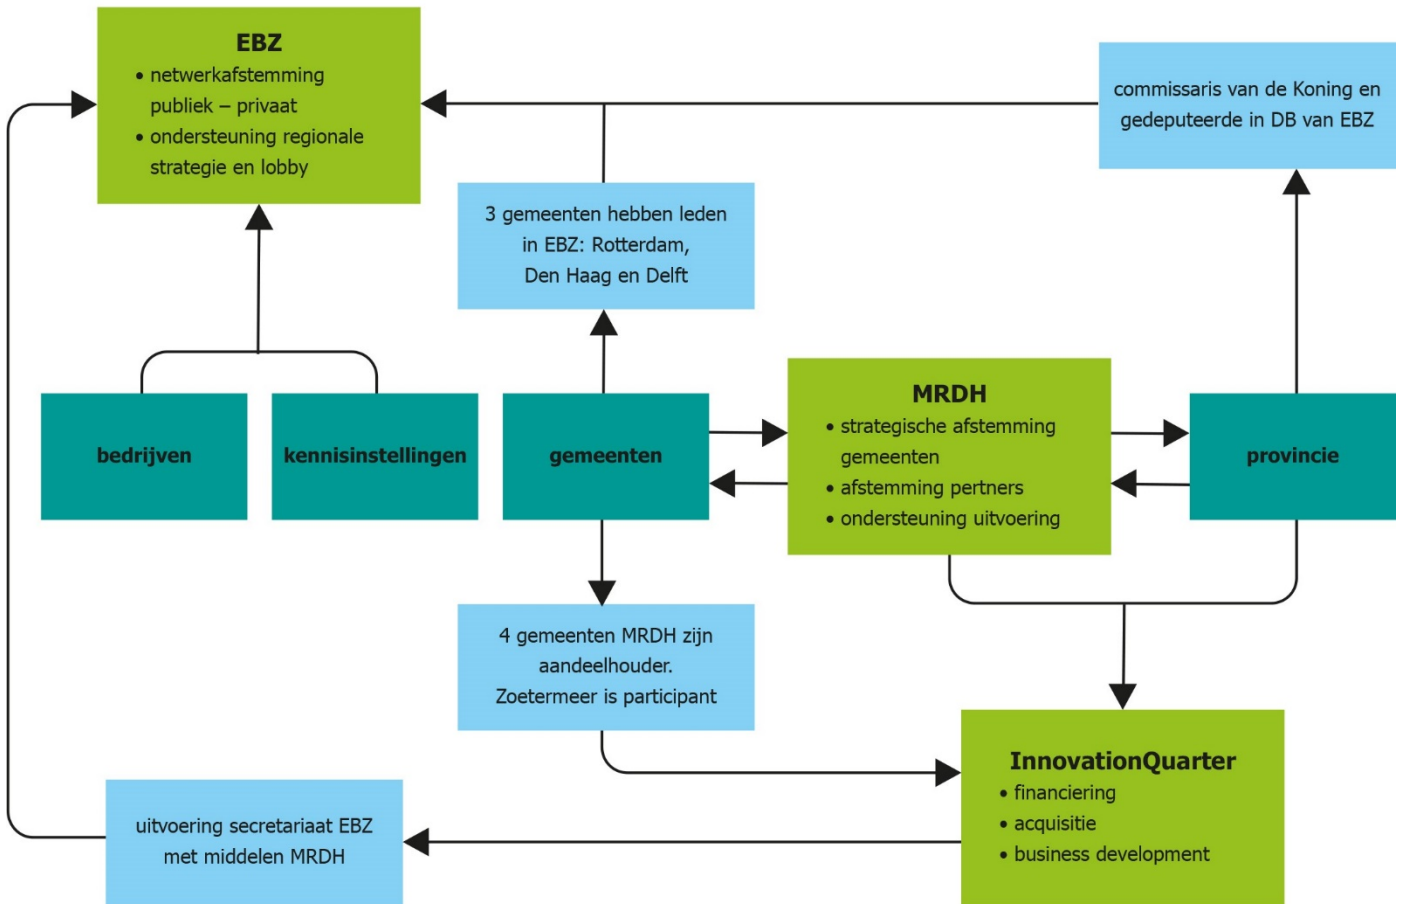 EBZ
• netwerkafstemming
publiek – privaat
• ondersteuning regionale
strategie en lobby
commissaris van de Koning en
gedeputeerde in DB van EBZ
3 gemeenten hebben leden
in EBZ: Rotterdam,
Den Haag en Delft
bedrijven
kennisinstellingen
gemeenten
MRDH
• strategische afstemming
gemeenten
• afstemming pertners
• ondersteuning uitvoering
provincie
4 gemeenten MRDH zijn
aandeelhouder.
Zoetermeer is participant
InnovationQuarter
• financiering
• acquisitie
• business development
uitvoering secretariaat EBZ
met middelen MRDH